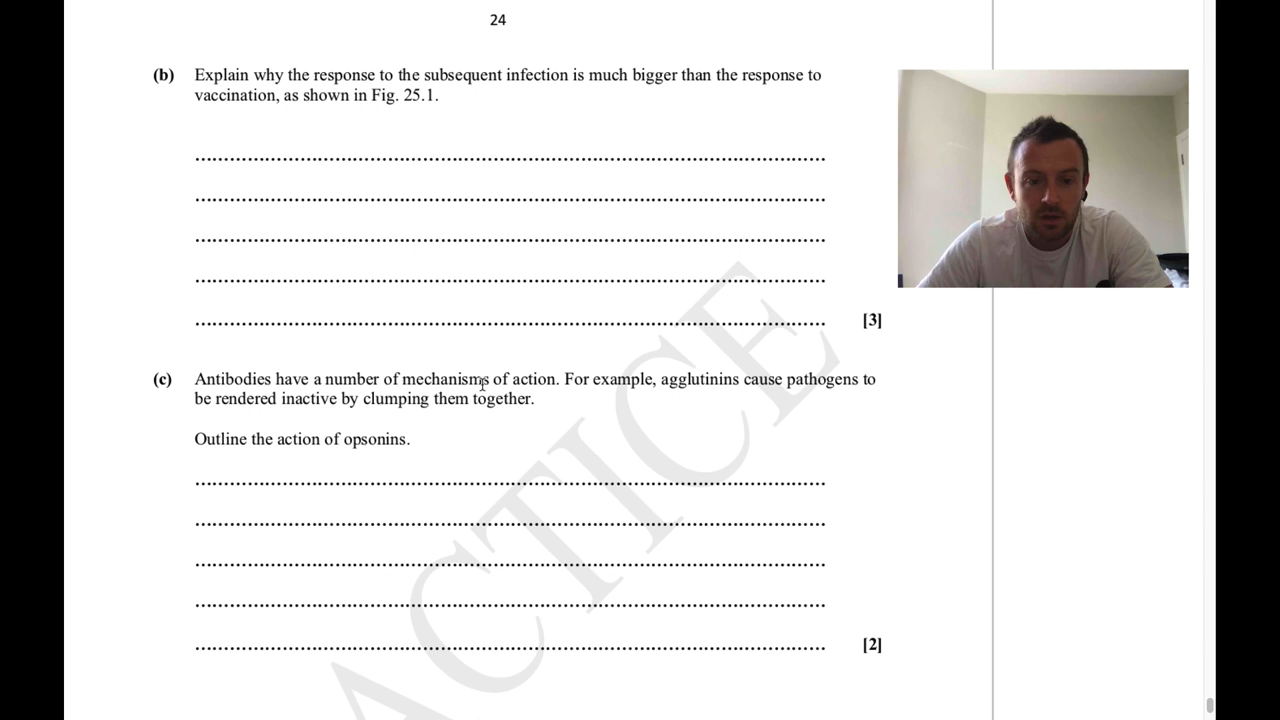 24
(b) Explain why the response to the subsequent infection is much bigger than the response to
vaccination, as shown in Fig. 25.1.
[3]
(c) Antibodies have a number of mechanisms of action. For example, agglutinins cause pathogens to
be rendered inactive by clumping them together.
Outline the action of opsonins.
[2]
ACTICE